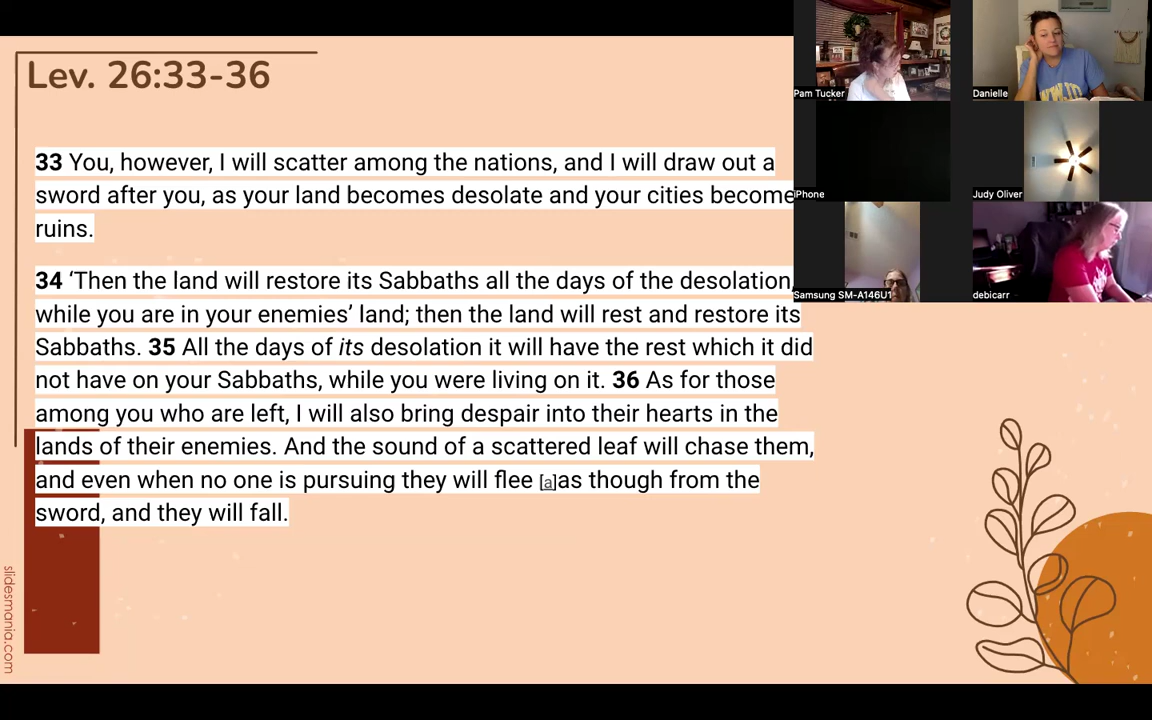 Lev. 26:33-36
33 You, however, I will scatter among the nations, and I will draw out a
sword after you, as your land becomes desolate and your cities become
ruins.
34 ‘Then the land will restore its Sabbaths all the days of the desolation,
while you are in your enemies’ land; then the land will rest and restore its
Sabbaths. 35 All the days of its desolation it will have the rest which it did
not have on your Sabbaths, while you were living on it. 36 As for those
among you who are left, I will also bring despair into their hearts in the
lands of their enemies. And the sound of a scattered leaf will chase them,
and even when no one is pursuing they will flee [a]as though from the
sword, and they will fall.
slidesmania.com
Pam Tucker
Danielle
iPhone
Judy Oliver
Samsung SM-A146U1
debicarr